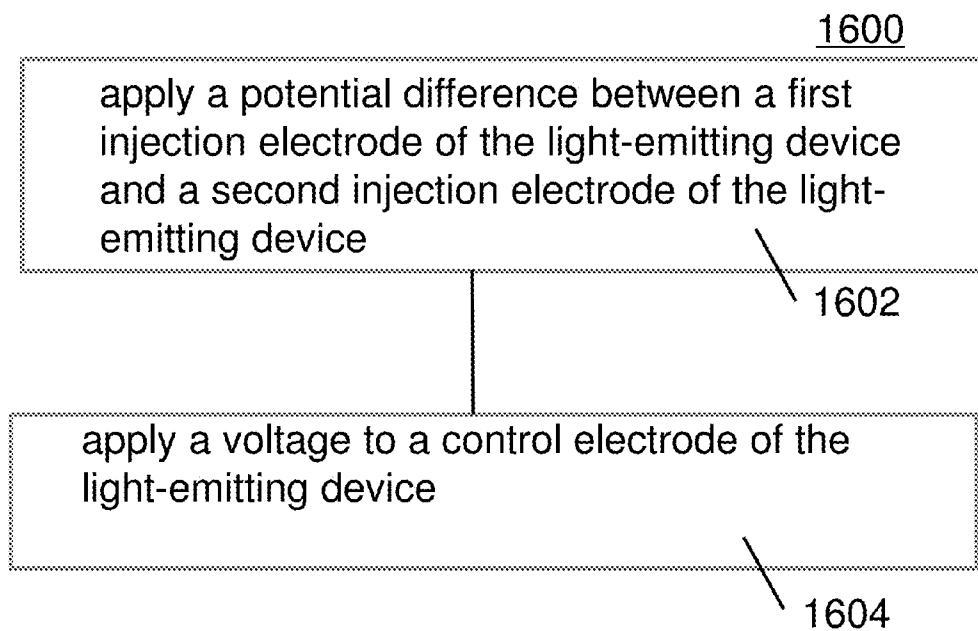 1600
apply a potential difference between a first
injection electrode of the light-emitting device
and a second injection electrode of the light-
emitting device
1602
apply a voltage to a control electrode of the
light-emitting device
1604